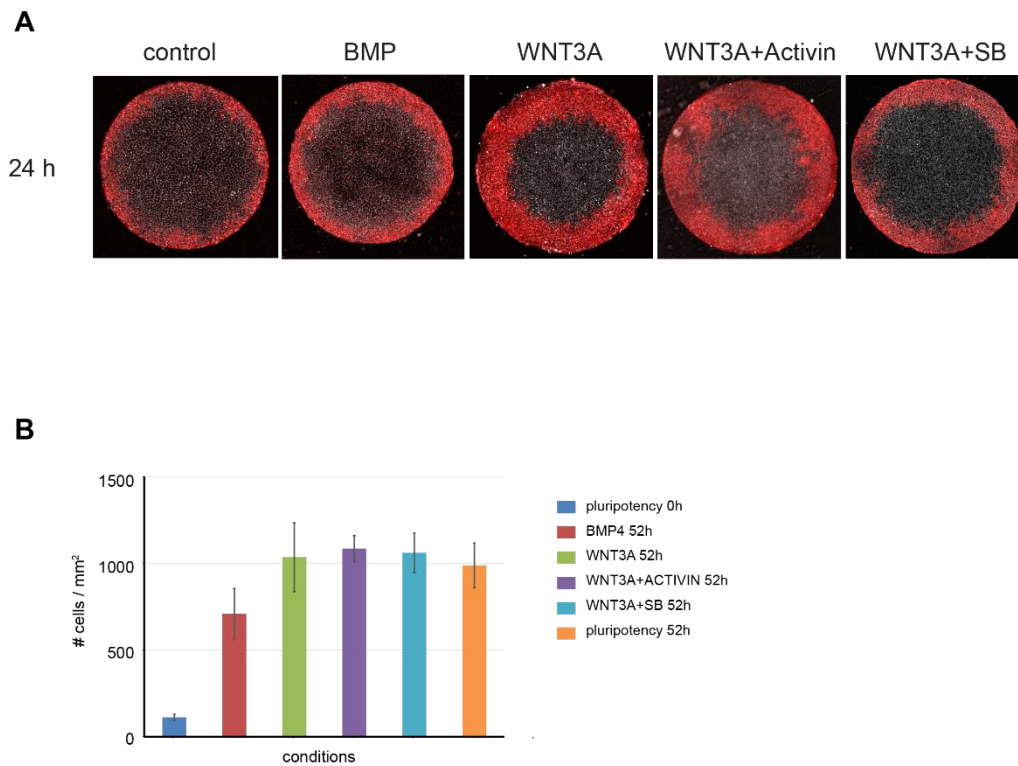 A
control BMP WNT3A WNT3A+Activin WNT3A+SB
24 h
B
1500
1000
500
0
# cells / mm²
conditions
pluripotency 0h
BMP4 52h
WNT3A 52h
WNT3A+ACTIVIN 52h
WNT3A+SB 52h
pluripotency 52h